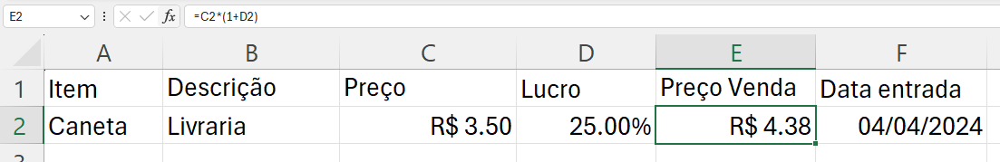 E2 fx =C2*(1+D2)
A B C D E F
1 Item Descrição Preço Lucro Preço Venda Data entrada
2 Caneta Livraria R$ 3.50 25.00% R$ 4.38 04/04/2024